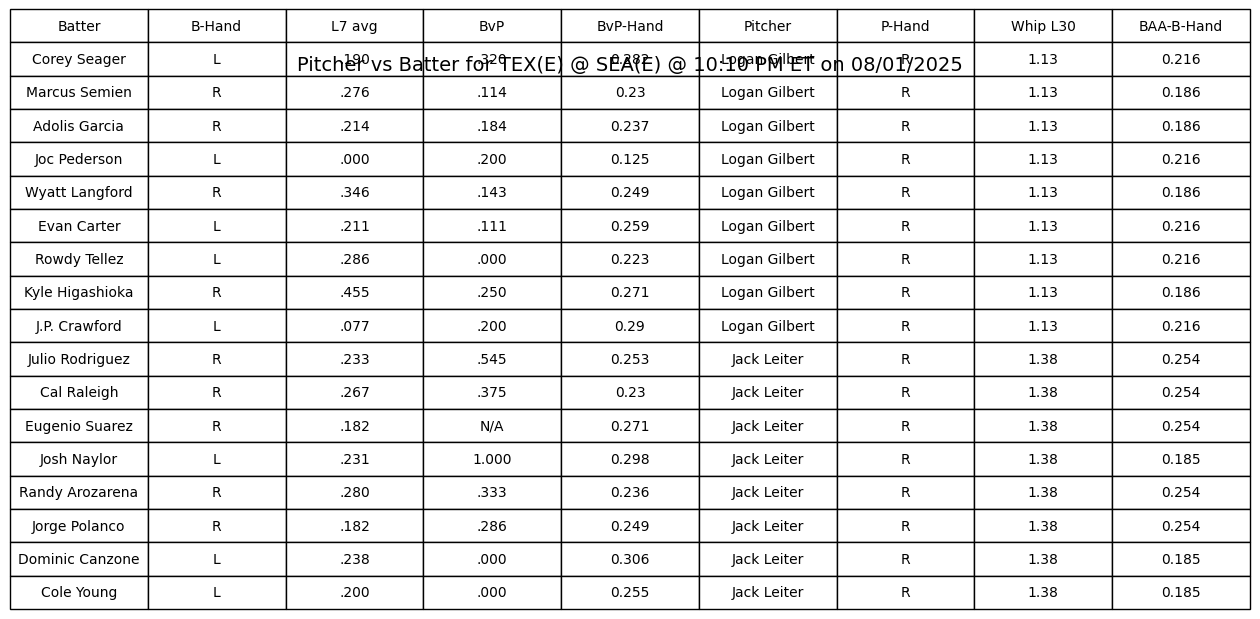 Batter B-Hand L7 avg BvP BvP-Hand Pitcher P-Hand Whip L30 BAA-B-Hand
Corey Seager L .190 .320 0.282 Logan Gilbert R 1.13 0.216
Pitcher vs Batter for TEX(E) @ SEA(E) @ 10:10 PM ET on 08/01/2025
Marcus Semien R .276 .114 0.23 Logan Gilbert R 1.13 0.186
Adolis Garcia R .214 .184 0.237 Logan Gilbert R 1.13 0.186
Joc Pederson L .000 .200 0.125 Logan Gilbert R 1.13 0.216
Wyatt Langford R .346 .143 0.249 Logan Gilbert R 1.13 0.186
Evan Carter L .211 .111 0.259 Logan Gilbert R 1.13 0.216
Rowdy Tellez L .286 .000 0.223 Logan Gilbert R 1.13 0.216
Kyle Higashioka R .455 .250 0.271 Logan Gilbert R 1.13 0.186
J.P. Crawford L .077 .200 0.29 Logan Gilbert R 1.13 0.216
Julio Rodriguez R .233 .545 0.253 Jack Leiter R 1.38 0.254
Cal Raleigh R .267 .375 0.23 Jack Leiter R 1.38 0.254
Eugenio Suarez R .182 N/A 0.271 Jack Leiter R 1.38 0.254
Josh Naylor L .231 1.000 0.298 Jack Leiter R 1.38 0.185
Randy Arozarena R .280 .333 0.236 Jack Leiter R 1.38 0.254
Jorge Polanco R .182 .286 0.249 Jack Leiter R 1.38 0.254
Dominic Canzone L .238 .000 0.306 Jack Leiter R 1.38 0.185
Cole Young L .200 .000 0.255 Jack Leiter R 1.38 0.185